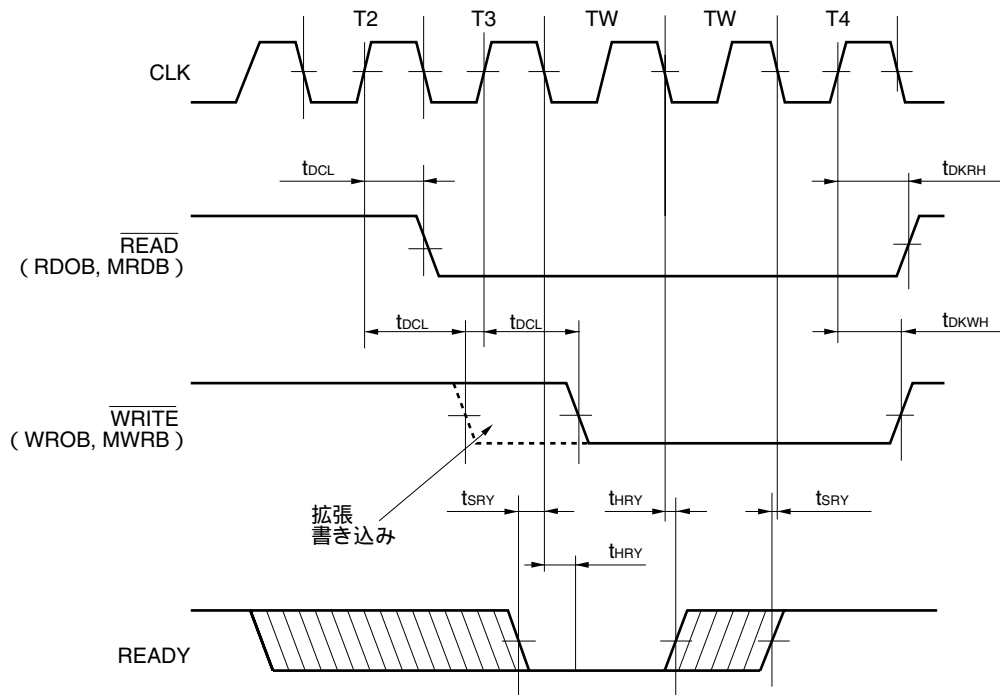 T2 T3 TW TW T4
CLK
tDCL tDKRH
READ
( RDOB, MRDB )
tDCL tDCL tDKWH
WRITE
( WROB, MWRB )
tSRY tHRY tSRY
拡張
書き込み
tHRY
READY